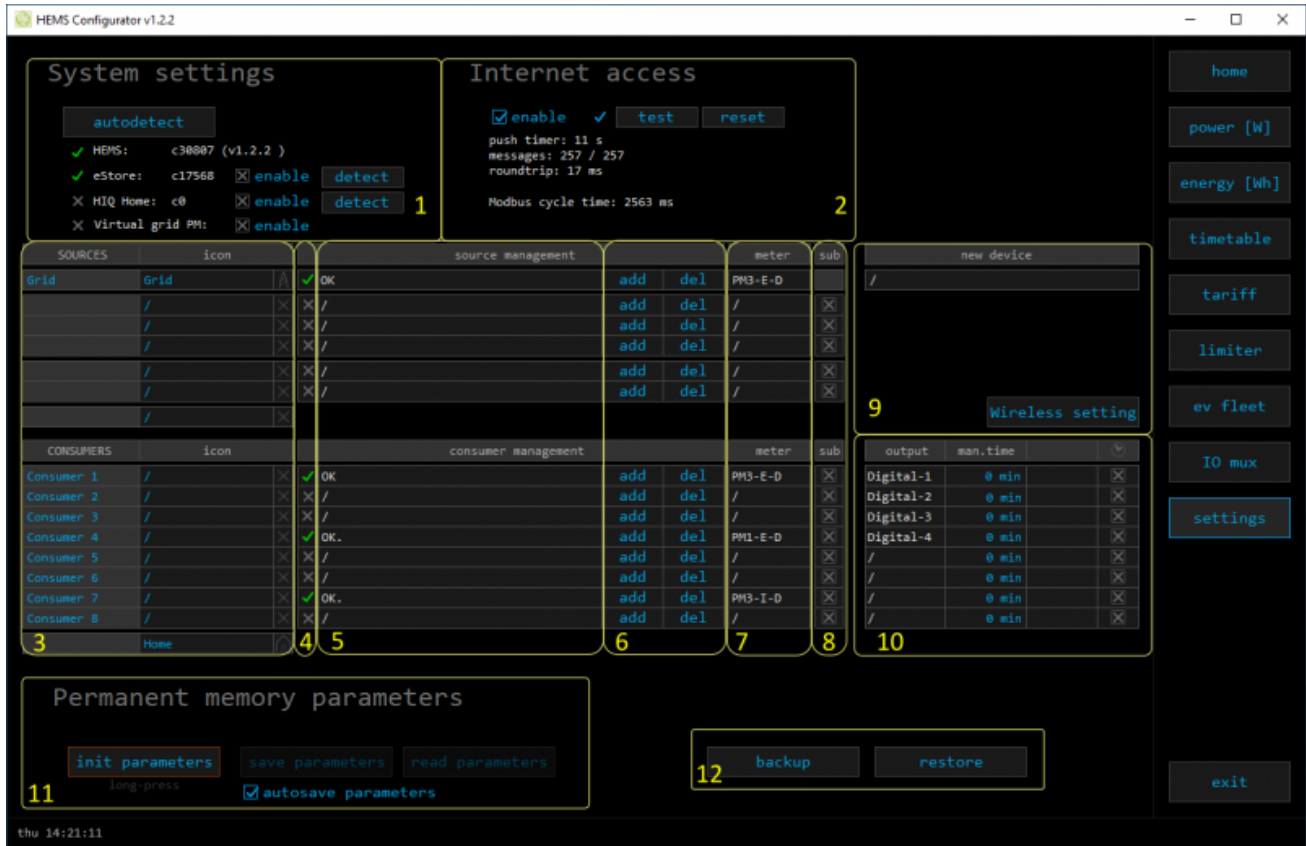 HEMS Configurator v1.2.2
System settings
autodetect
HEMS: c30807 (v1.2.2 )
eStore: c17568 enable detect
HIQ Home: c0 enable detect
Virtual grid PM: enable
1
Internet access
enable test reset
push timer: 11 s
messages: 257 / 257
roundtrip: 17 ms
Modbus cycle time: 2563 ms
2
SOURCES icon source management meter sub
Grid Grid OK add del PM3-E-D
/ / add del /
/ / add del /
/ / add del /
/ / add del /
/ / add del /
/
CONSUMERS icon consumer management meter sub
Consumer 1 / OK add del PM3-E-D
Consumer 2 / / add del /
Consumer 3 / / add del /
Consumer 4 / OK. add del PM1-E-D
Consumer 5 / / add del /
Consumer 6 / / add del /
Consumer 7 / OK. add del PM3-I-D
Consumer 8 / / add del /
Home
3 4 5 6 7 8
new device
/
9 Wireless setting
output man.time
Digital-1 0 min
Digital-2 0 min
Digital-3 0 min
Digital-4 0 min
/ 0 min
/ 0 min
/ 0 min
/ 0 min
10
Permanent memory parameters
init parameters save parameters read parameters
long-press
autosave parameters
11
backup restore
12
home
power [W]
energy [Wh]
timetable
tariff
limiter
ev fleet
IO mux
settings
exit
thu 14:21:11